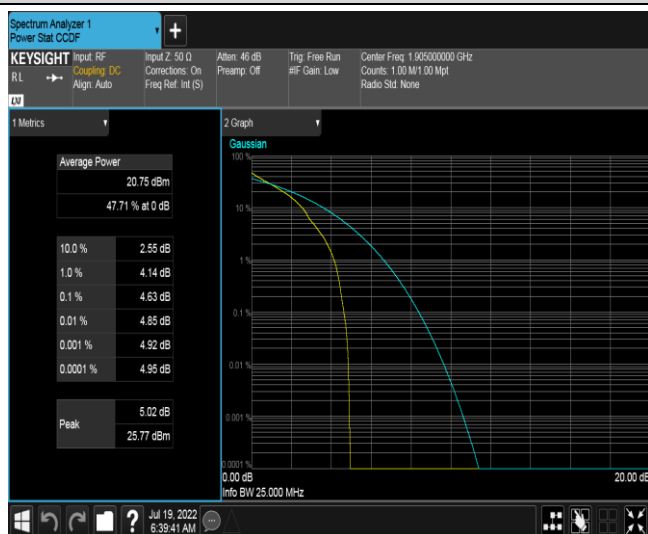 Spectrum Analyzer 1
Power Stat CCDF
+
KEYSIGHT
RL
LXI
Input: RF
Coupling: DC
Align: Auto
Input Z: 50 Ω
Corrections: On
Freq Ref: Int (S)
Atten: 46 dB
Preamp: Off
Trig: Free Run
#IF Gain: Low
Center Freq: 1.905000000 GHz
Counts: 1.00 M/1.00 Mpt
Radio Std: None
1 Metrics
Average Power
20.75 dBm
47.71 % at 0 dB
10.0 % 2.55 dB
1.0 % 4.14 dB
0.1 % 4.63 dB
0.01 % 4.85 dB
0.001 % 4.92 dB
0.0001 % 4.95 dB
Peak
5.02 dB
25.77 dBm
2 Graph
Gaussian
100 %
10 %
1 %
0.1 %
0.01 %
0.001 %
0.0001 %
0.00 dB 20.00 dB
Info BW 25.000 MHz
?
Jul 19, 2022
6:39:41 AM